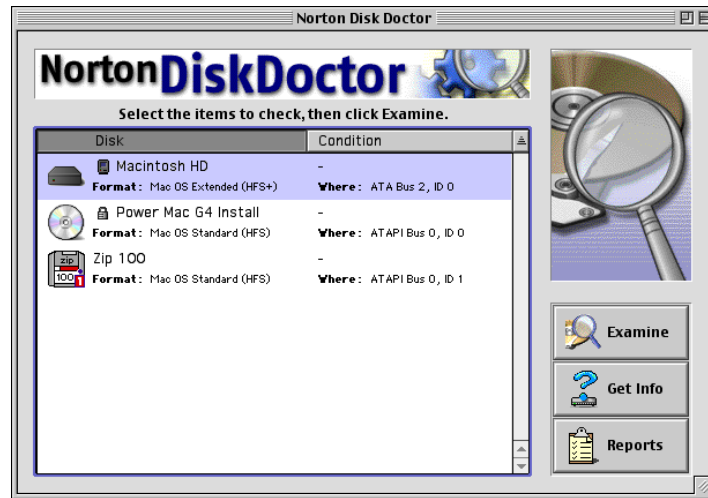 Norton Disk Doctor
NortonDiskDoctor
Select the items to check, then click Examine.
Disk Condition
Macintosh HD -
Format: Mac OS Extended (HFS+) Where: ATA Bus 2, ID 0
Power Mac G4 Install -
Format: Mac OS Standard (HFS) Where: ATAPI Bus 0, ID 0
Zip 100 -
Format: Mac OS Standard (HFS) Where: ATAPI Bus 0, ID 1
zip
100
Examine
Get Info
Reports